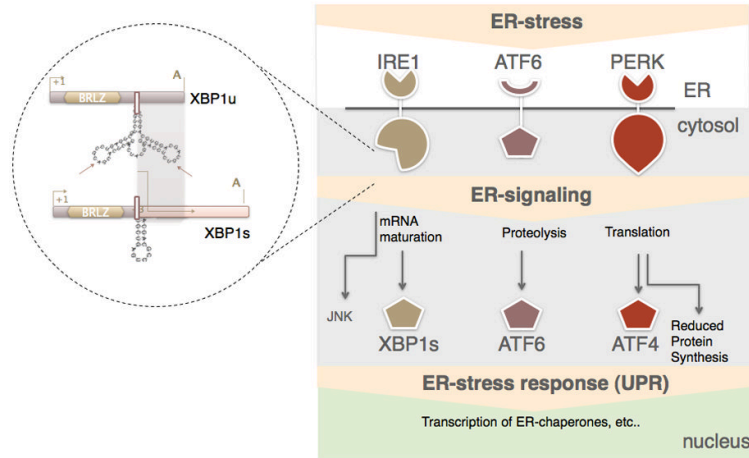 ER-stress
IRE1
ATF6
PERK
ER
cytosol
+1
BRLZ
A
XBP1u
+1
BRLZ
A
XBP1s
ER-signaling
mRNA
maturation
Proteolysis
Translation
JNK
XBP1s
ATF6
ATF4
Reduced
Protein
Synthesis
ER-stress response (UPR)
Transcription of ER-chaperones, etc..
nucleus